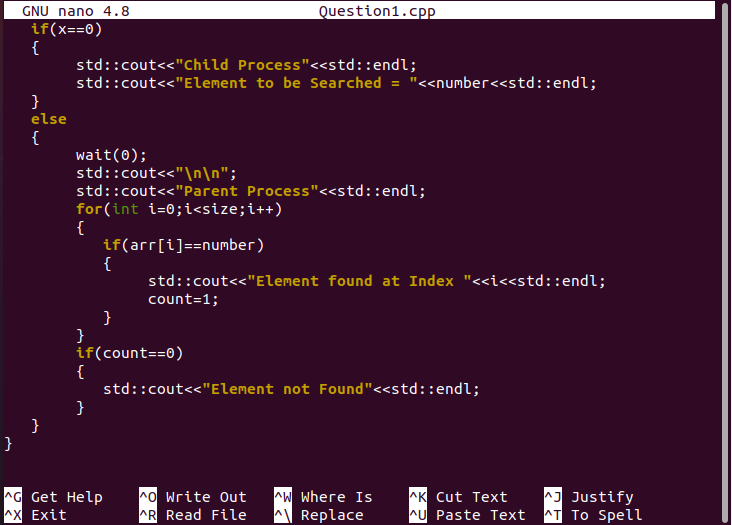 GNU nano 4.8 Question1.cpp
if(x==0)
{
std::cout<<"Child Process"<<std::endl;
std::cout<<"Element to be Searched = "<<number<<std::endl;
}
else
{
wait(0);
std::cout<<"\n\n";
std::cout<<"Parent Process"<<std::endl;
for(int i=0;i<size;i++)
{
if(arr[i]==number)
{
std::cout<<"Element found at Index "<<i<<std::endl;
count=1;
}
}
if(count==0)
{
std::cout<<"Element not Found"<<std::endl;
}
}
}
^G Get Help ^O Write Out ^W Where Is ^K Cut Text ^J Justify
^X Exit ^R Read File ^\ Replace ^U Paste Text ^T To Spell